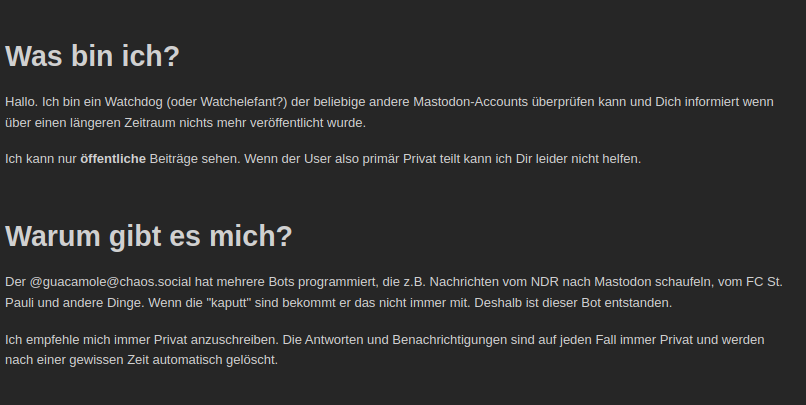 Was bin ich?
Hallo. Ich bin ein Watchdog (oder Watchelefant?) der beliebige andere Mastodon-Accounts überprüfen kann und Dich informiert wenn
über einen längeren Zeitraum nichts mehr veröffentlicht wurde.
Ich kann nur öffentliche Beiträge sehen. Wenn der User also primär Privat teilt kann ich Dir leider nicht helfen.
Warum gibt es mich?
Der @guacamole@chaos.social hat mehrere Bots programmiert, die z.B. Nachrichten vom NDR nach Mastodon schaufeln, vom FC St.
Pauli und andere Dinge. Wenn die "kaputt" sind bekommt er das nicht immer mit. Deshalb ist dieser Bot entstanden.
Ich empfehle mich immer Privat anzuschreiben. Die Antworten und Benachrichtigungen sind auf jeden Fall immer Privat und werden
nach einer gewissen Zeit automatisch gelöscht.